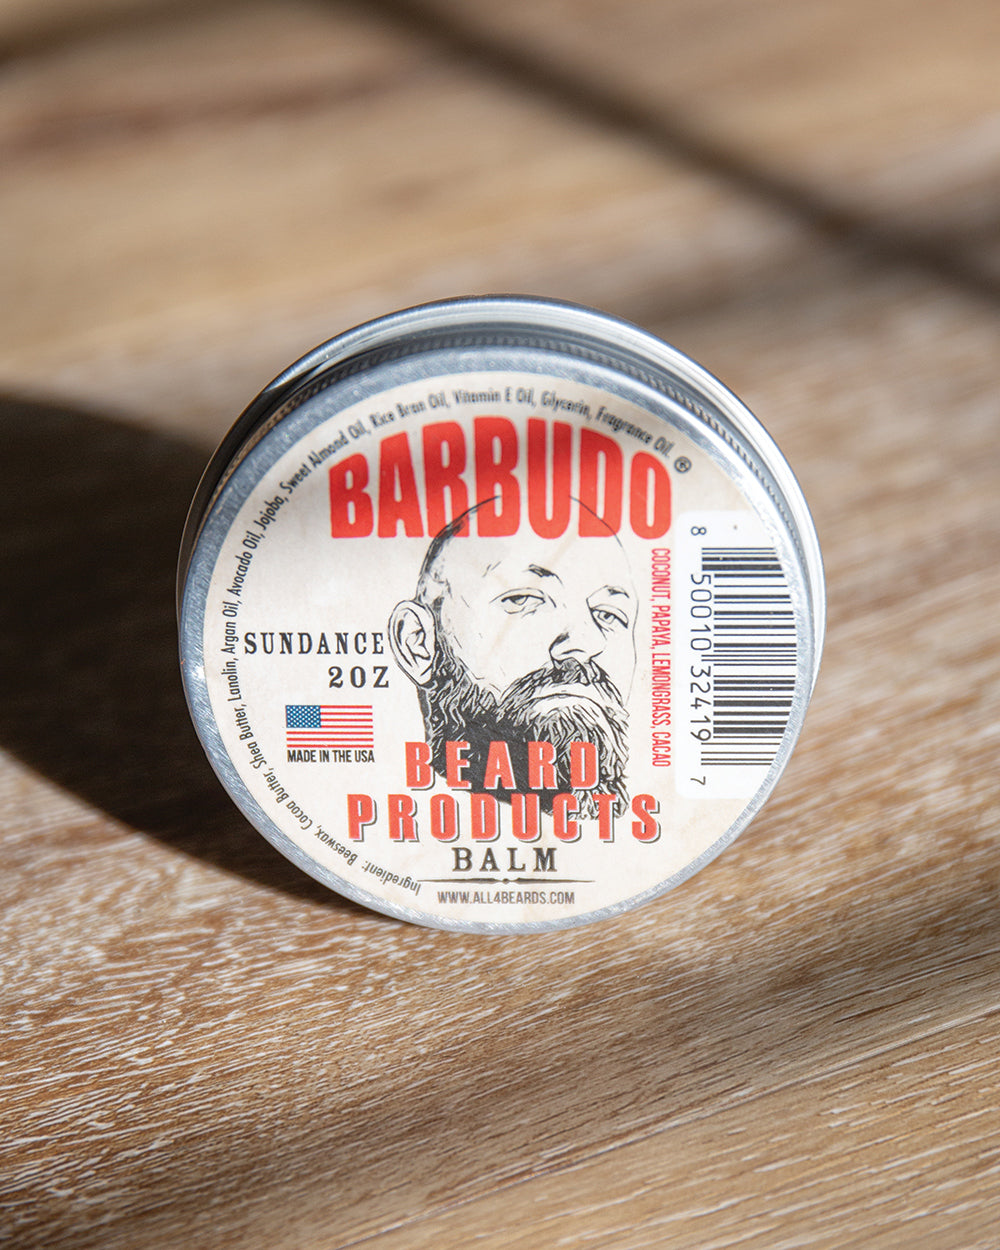 Ingredient: Beeswax, Cocoa Butter, Shea Butter, Lanolin, Argan Oil, Avocado Oil, Jojoba, Sweet Almond Oil, Rice Bran Oil, Vitamin E Oil, Glycerin, Fragrance Oil.
BARBUDO®
SUNDANCE
2OZ
MADE IN THE USA
COCONUT, PAPAYA, LEMONGRASS, CACAO
8 50010 32419 7
BEARD
PRODUCTS
BALM
WWW.ALL4BEARDS.COM